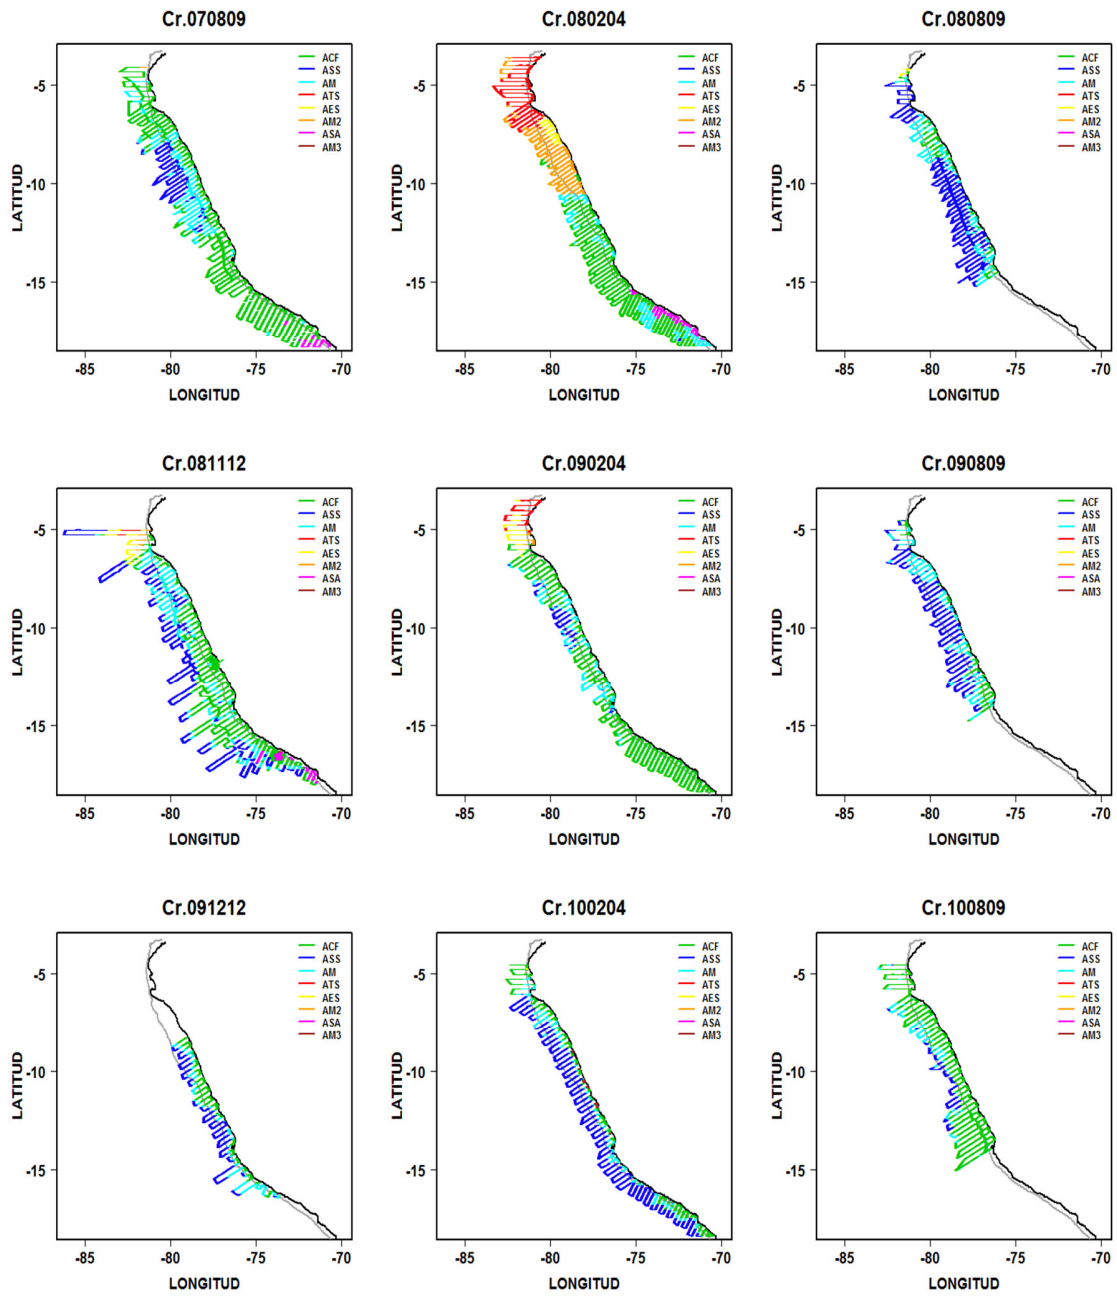 Cr.070809
Cr.080204
Cr.080809
ACF
ASS
AM
ATS
AES
AM2
ASA
AM3
ACF
ASS
AM
ATS
AES
AM2
ASA
AM3
ACF
ASS
AM
ATS
AES
AM2
ASA
AM3
LATITUD
-5
-10
-15
LATITUD
-5
-10
-15
LATITUD
-5
-10
-15
-85 -80 -75 -70
-85 -80 -75 -70
-85 -80 -75 -70
LONGITUD
LONGITUD
LONGITUD
Cr.081112
Cr.090204
Cr.090809
ACF
ASS
AM
ATS
AES
AM2
ASA
AM3
ACF
ASS
AM
ATS
AES
AM2
ASA
AM3
ACF
ASS
AM
ATS
AES
AM2
ASA
AM3
LATITUD
-5
-10
-15
LATITUD
-5
-10
-15
LATITUD
-5
-10
-15
-85 -80 -75 -70
-85 -80 -75 -70
-85 -80 -75 -70
LONGITUD
LONGITUD
LONGITUD
Cr.091212
Cr.100204
Cr.100809
ACF
ASS
AM
ATS
AES
AM2
ASA
AM3
ACF
ASS
AM
ATS
AES
AM2
ASA
AM3
ACF
ASS
AM
ATS
AES
AM2
ASA
AM3
LATITUD
-5
-10
-15
LATITUD
-5
-10
-15
LATITUD
-5
-10
-15
-85 -80 -75 -70
-85 -80 -75 -70
-85 -80 -75 -70
LONGITUD
LONGITUD
LONGITUD